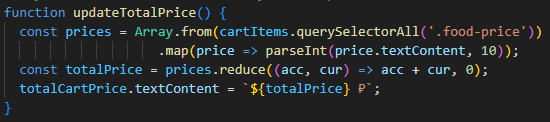 function updateTotalPrice() {
const prices = Array.from(cartItems.querySelectorAll('.food-price'))
.map(price => parseInt(price.textContent, 10));
const totalPrice = prices.reduce((acc, cur) => acc + cur, 0);
totalCartPrice.textContent = `${totalPrice} ₽`;
}